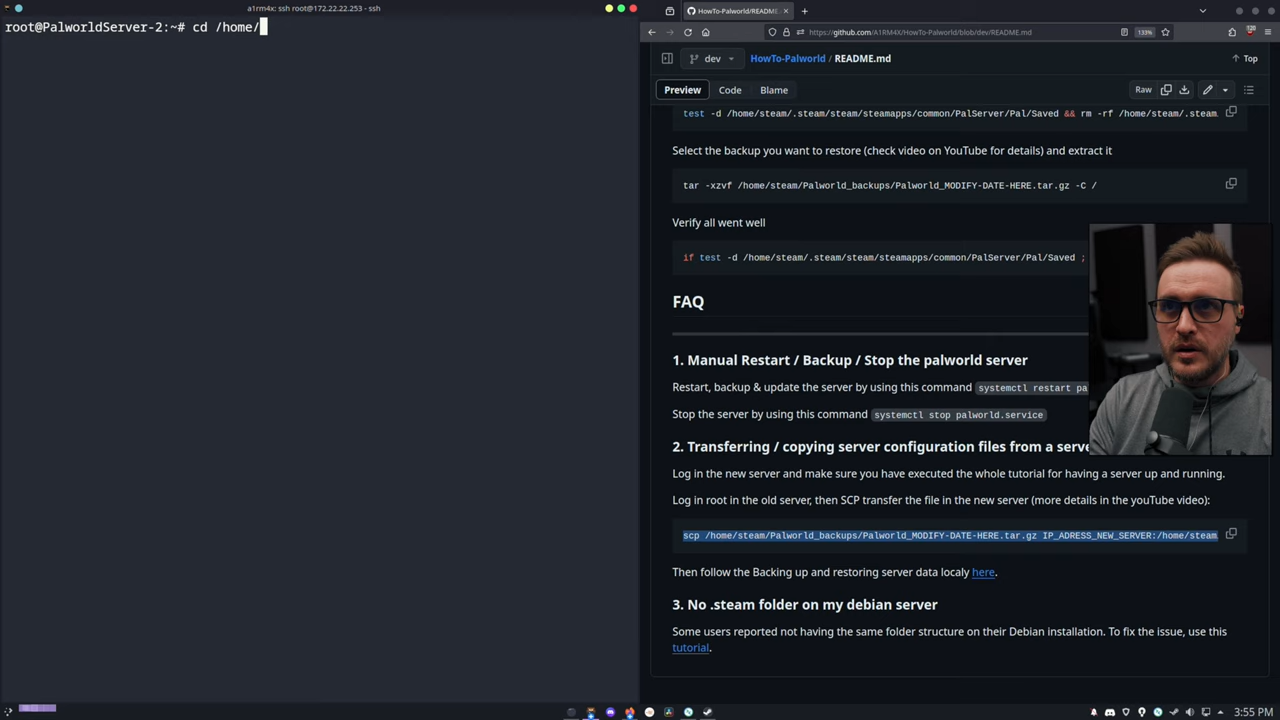 a1rm4x: ssh root@172.22.22.253 - ssh
root@PalworldServer-2:~# cd /home/
HowTo-Palworld/README.m
https://github.com/A1RM4X/HowTo-Palworld/blob/dev/README.md
133%
dev
HowTo-Palworld / README.md
Top
Preview
Code
Blame
Raw
test -d /home/steam/.steam/steam/steamapps/common/PalServer/Pal/Saved && rm -rf /home/steam/.steam
Select the backup you want to restore (check video on YouTube for details) and extract it
tar -xzvf /home/steam/Palworld_backups/Palworld_MODIFY-DATE-HERE.tar.gz -C /
Verify all went well
if test -d /home/steam/.steam/steam/steamapps/common/PalServer/Pal/Saved ;
FAQ
1. Manual Restart / Backup / Stop the palworld server
Restart, backup & update the server by using this command systemctl restart pa
Stop the server by using this command systemctl stop palworld.service
2. Transferring / copying server configuration files from a serve
Log in the new server and make sure you have executed the whole tutorial for having a server up and running.
Log in root in the old server, then SCP transfer the file in the new server (more details in the youTube video):
scp /home/steam/Palworld_backups/Palworld_MODIFY-DATE-HERE.tar.gz IP_ADRESS_NEW_SERVER:/home/steam
Then follow the Backing up and restoring server data localy here.
3. No .steam folder on my debian server
Some users reported not having the same folder structure on their Debian installation. To fix the issue, use this
tutorial.
3:55 PM